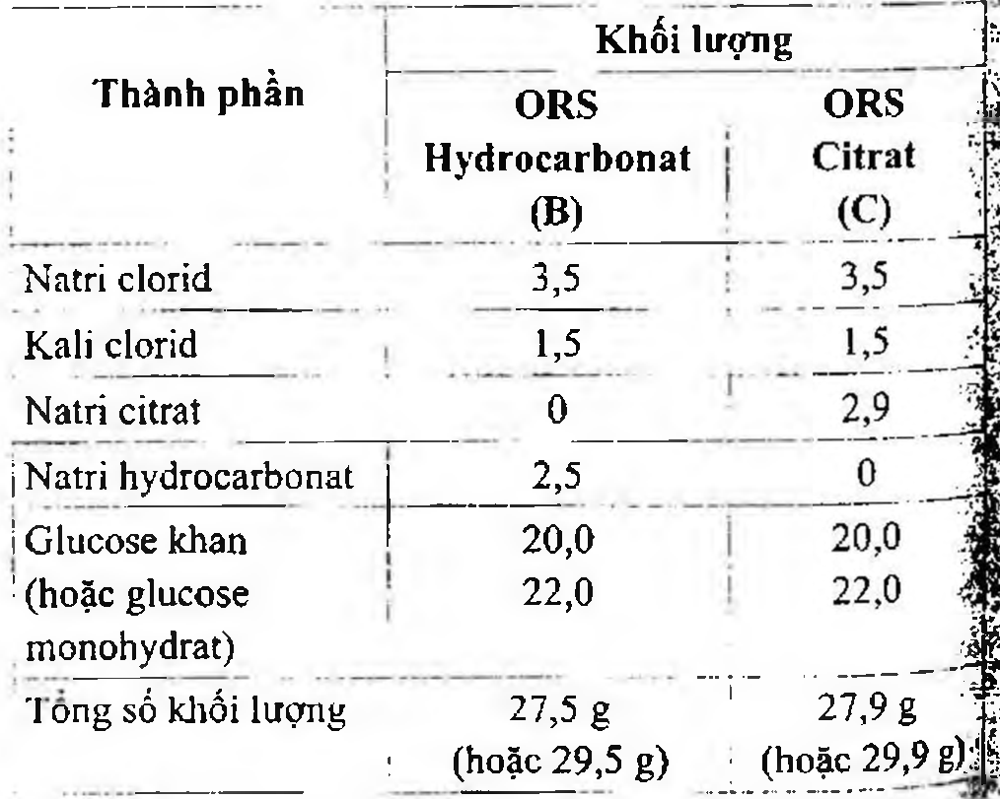 Thành phần
Khối lượng
ORS
Hydrocarbonat
(B)
ORS
Citrat
(C)
Natri clorid 3,5 3,5
Kali clorid 1,5 1,5
Natri citrat 0 2,9
Natri hydrocarbonat 2,5 0
Glucose khan 20,0 20,0
(hoặc glucose 22,0 22,0
monohydrat)
Tổng số khối lượng 27,5 g 27,9 g
(hoặc 29,5 g) (hoặc 29,9 g)